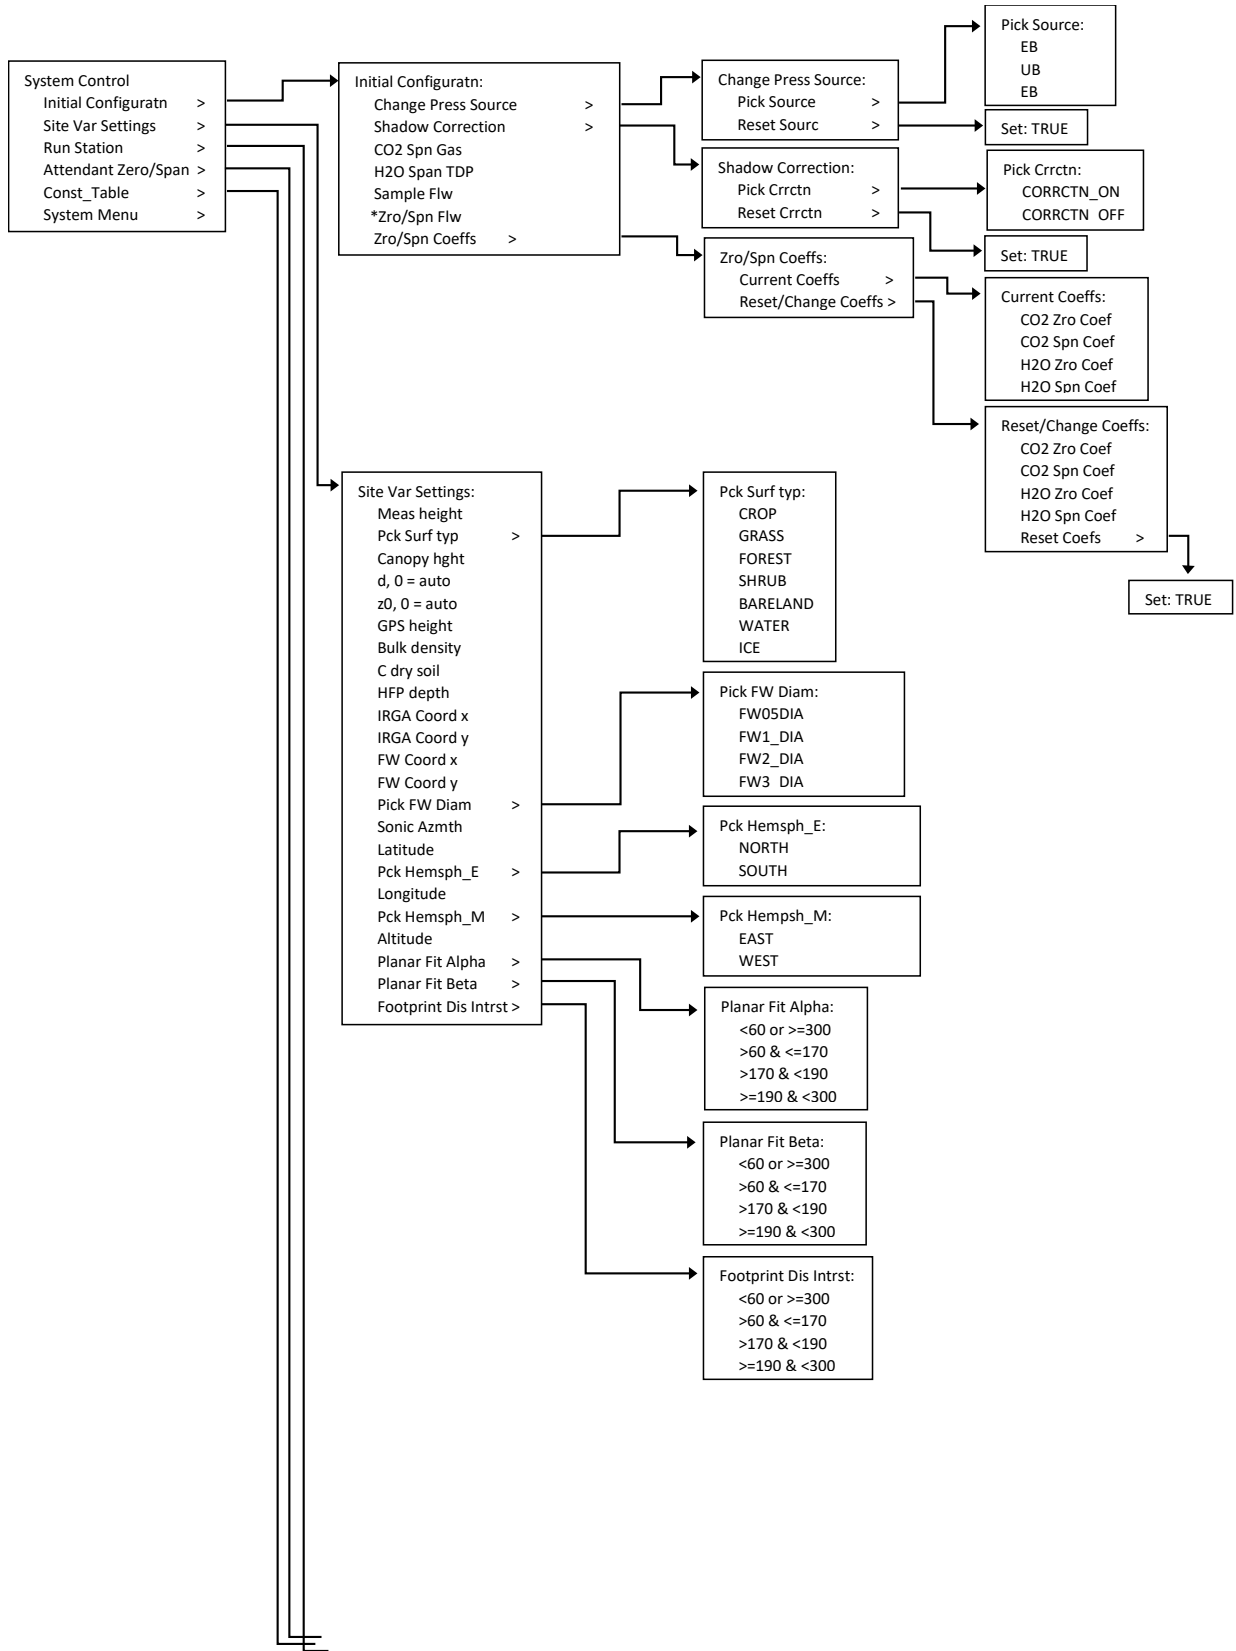 System Control
Initial Configuratn >
Site Var Settings >
Run Station >
Attendant Zero/Span >
Const_Table >
System Menu >
Initial Configuratn:
Change Press Source >
Shadow Correction >
CO2 Spn Gas
H2O Span TDP
Sample Flw
*Zro/Spn Flw
Zro/Spn Coeffs >
Change Press Source:
Pick Source >
Reset Sourc >
Pick Source:
EB
UB
EB
Set: TRUE
Shadow Correction:
Pick Crrctn >
Reset Crrctn >
Pick Crrctn:
CORRCTN_ON
CORRCTN OFF
Set: TRUE
Zro/Spn Coeffs:
Current Coeffs >
Reset/Change Coeffs >
Current Coeffs:
CO2 Zro Coef
CO2 Spn Coef
H2O Zro Coef
H2O Spn Coef
Reset/Change Coeffs:
CO2 Zro Coef
CO2 Spn Coef
H2O Zro Coef
H2O Spn Coef
Reset Coefs >
Set: TRUE
Site Var Settings:
Meas height
Pck Surf typ >
Canopy hght
d, 0 = auto
z0, 0 = auto
GPS height
Bulk density
C dry soil
HFP depth
IRGA Coord x
IRGA Coord y
FW Coord x
FW Coord y
Pick FW Diam >
Sonic Azmth
Latitude
Pck Hemsph_E >
Longitude
Pck Hemsph_M >
Altitude
Planar Fit Alpha >
Planar Fit Beta >
Footprint Dis Intrst >
Pck Surf typ:
CROP
GRASS
FOREST
SHRUB
BARELAND
WATER
ICE
Pick FW Diam:
FW05DIA
FW1_DIA
FW2_DIA
FW3 DIA
Pck Hemsph_E:
NORTH
SOUTH
Pck Hempsh_M:
EAST
WEST
Planar Fit Alpha:
<60 or >=300
>60 & <=170
>170 & <190
>=190 & <300
Planar Fit Beta:
<60 or >=300
>60 & <=170
>170 & <190
>=190 & <300
Footprint Dis Intrst:
<60 or >=300
>60 & <=170
>170 & <190
>=190 & <300